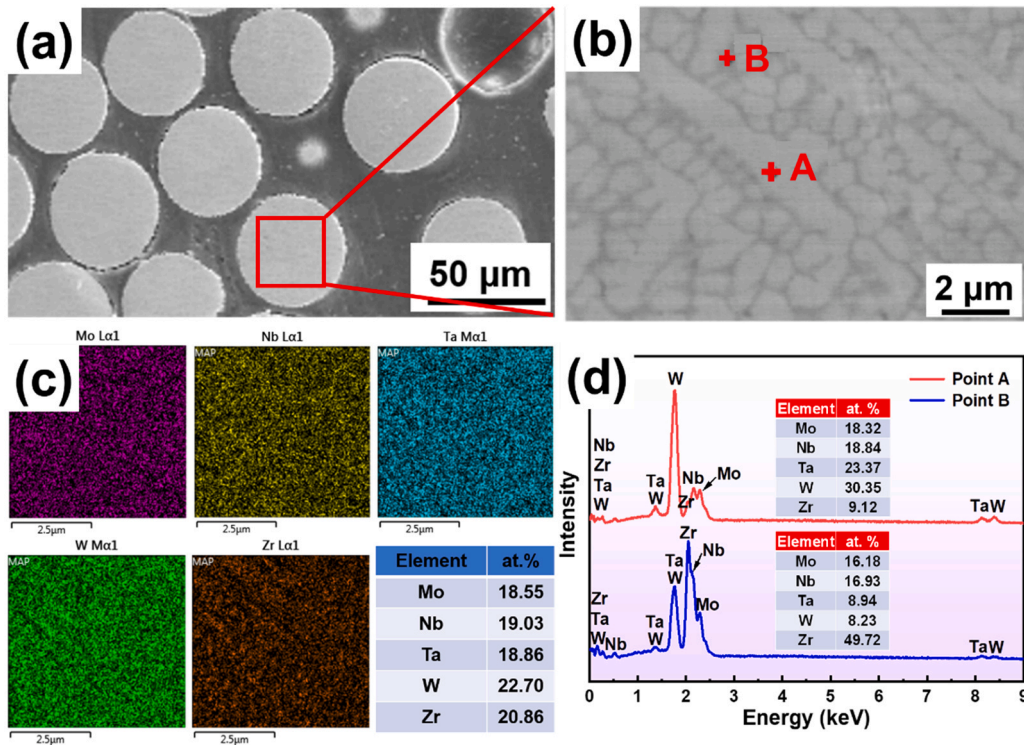 (a)
50 μm
(b)
B
A
2 μm
(c)
Mo Lα1
Nb Lα1
Ta Mα1
MAP
MAP
2.5μm
2.5μm
2.5μm
W Mα1
Zr Lα1
MAP
MAP
2.5μm
2.5μm
Element at.%
Mo 18.55
Nb 19.03
Ta 18.86
W 22.70
Zr 20.86
(d)
Point A
Point B
W
Nb
Zr
Ta
W
Ta
W
Zr
Nb
Mo
Ta W
Element at. %
Mo 18.32
Nb 18.84
Ta 23.37
W 30.35
Zr 9.12
Zr
Ta
W
Nb
Ta
W
Ta
W
Zr
Nb
Mo
Ta W
Element at. %
Mo 16.18
Nb 16.93
Ta 8.94
W 8.23
Zr 49.72
Intensity
0 1 2 3 4 5 6 7 8 9
Energy (keV)